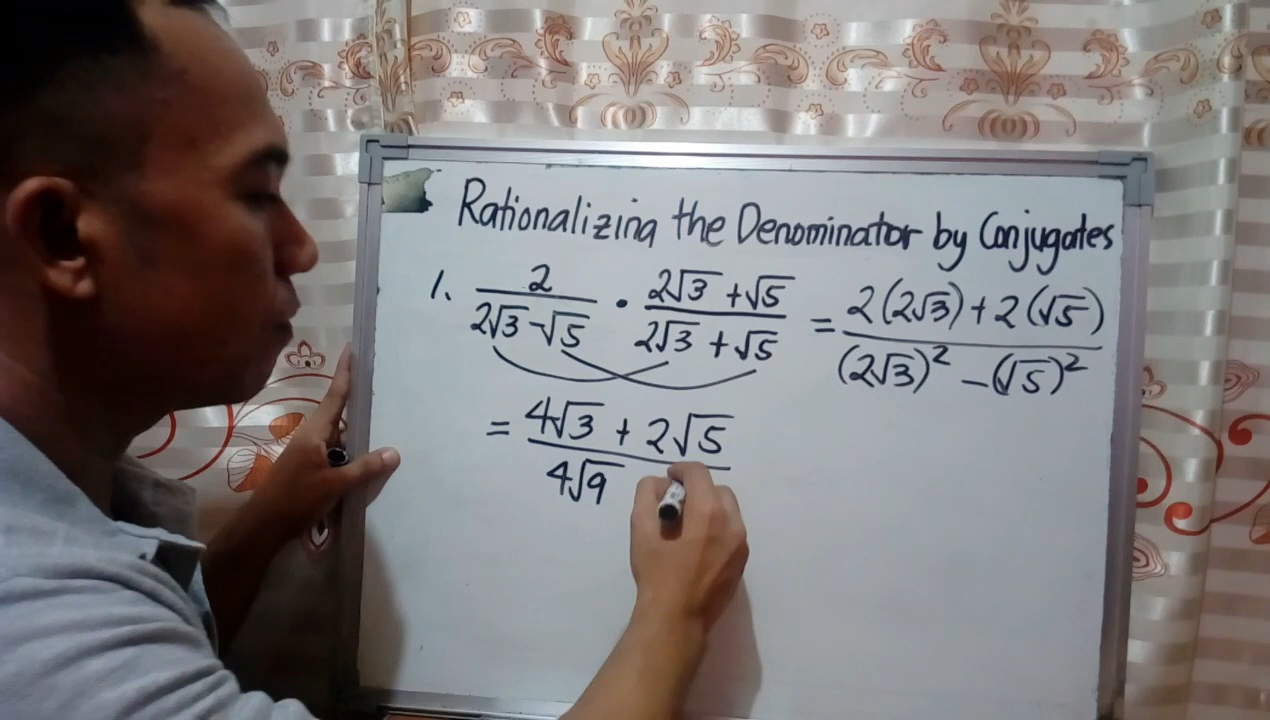 Rationalizing the Denominator by Conjugates
1. 2/(2√3 - √5) · (2√3 + √5)/(2√3 + √5) = (2(2√3) + 2(√5))/((2√3)² - (√5)²)
= (4√3 + 2√5)/(4√9